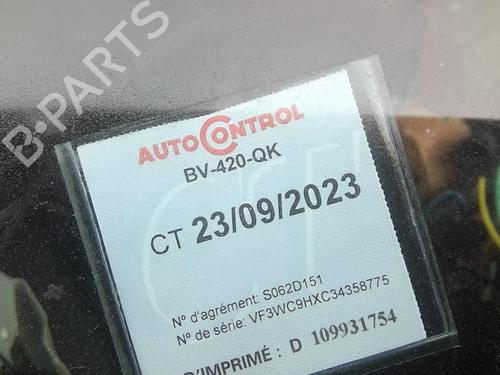 B-PARTS
AUTOCONTROL
BV-420-QK
CT 23/09/2023
N° d'agrément: S062D151
N° de série: VF3WC9HXC34358775
D'IMPRIMÉ : D 109931754